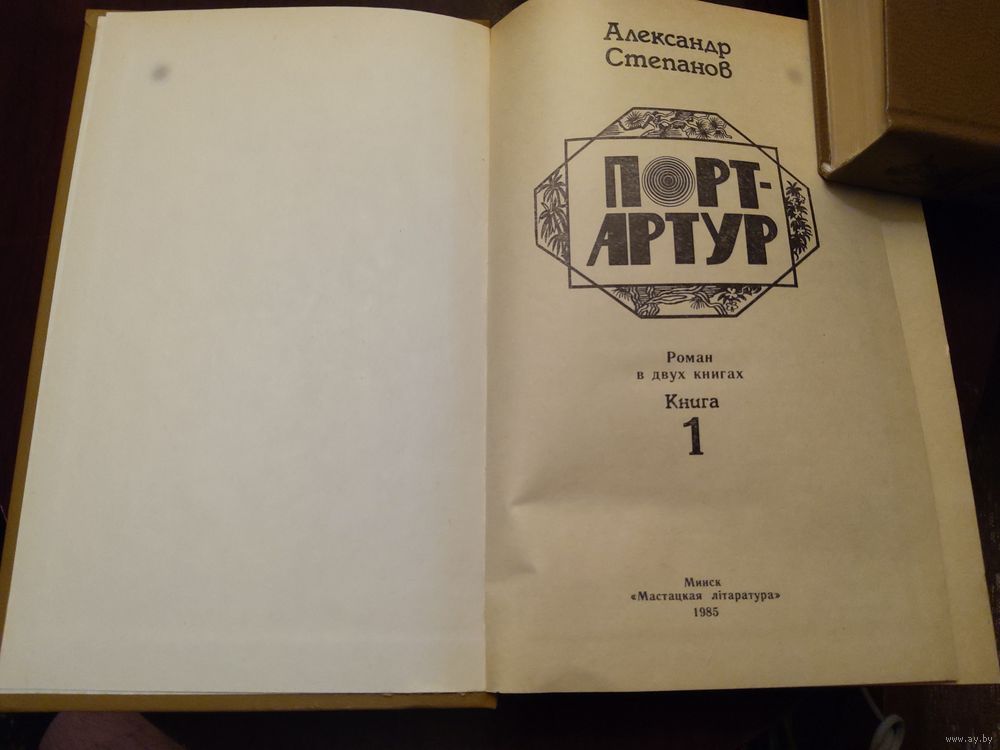 Александр
Степанов
ПОРТ-
АРТУР
Роман
в двух книгах
Книга
1
Минск
«Мастацкая літаратура»
1985
www.ay.by